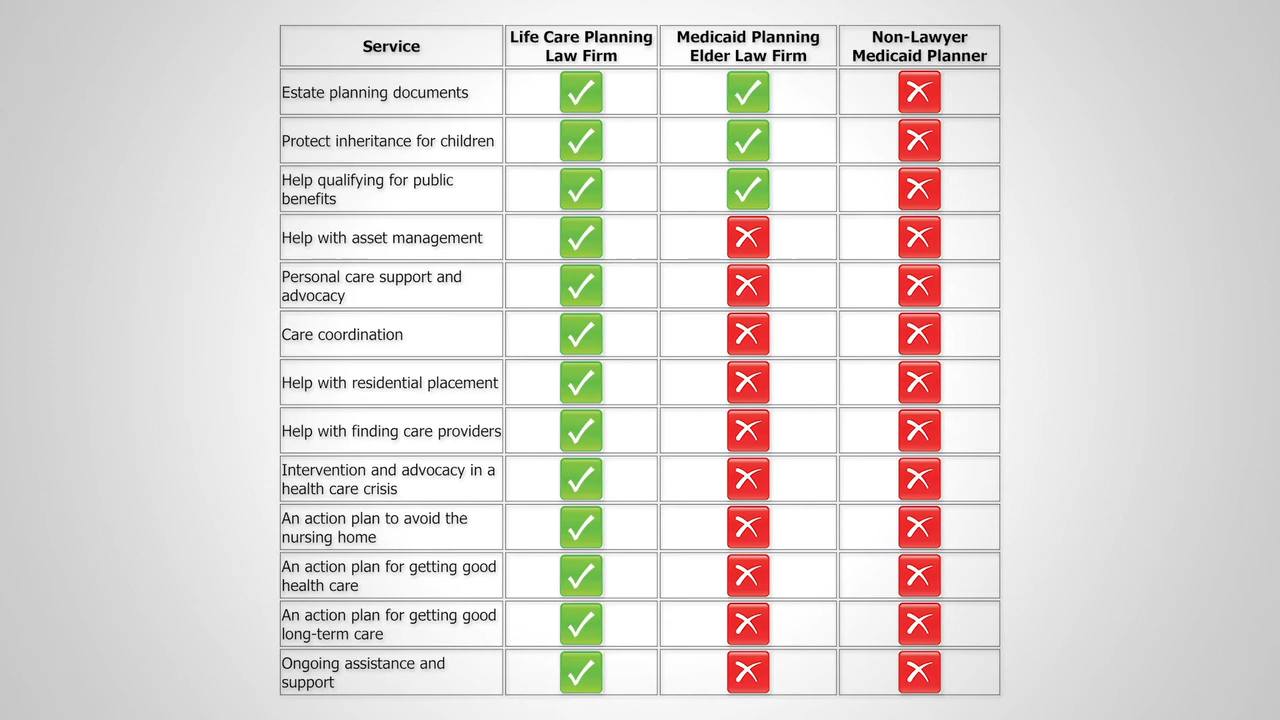 Service
Life Care Planning
Law Firm
Medicaid Planning
Elder Law Firm
Non-Lawyer
Medicaid Planner
Estate planning documents
Protect inheritance for children
Help qualifying for public
benefits
Help with asset management
Personal care support and
advocacy
Care coordination
Help with residential placement
Help with finding care providers
Intervention and advocacy in a
health care crisis
An action plan to avoid the
nursing home
An action plan for getting good
health care
An action plan for getting good
long-term care
Ongoing assistance and
support